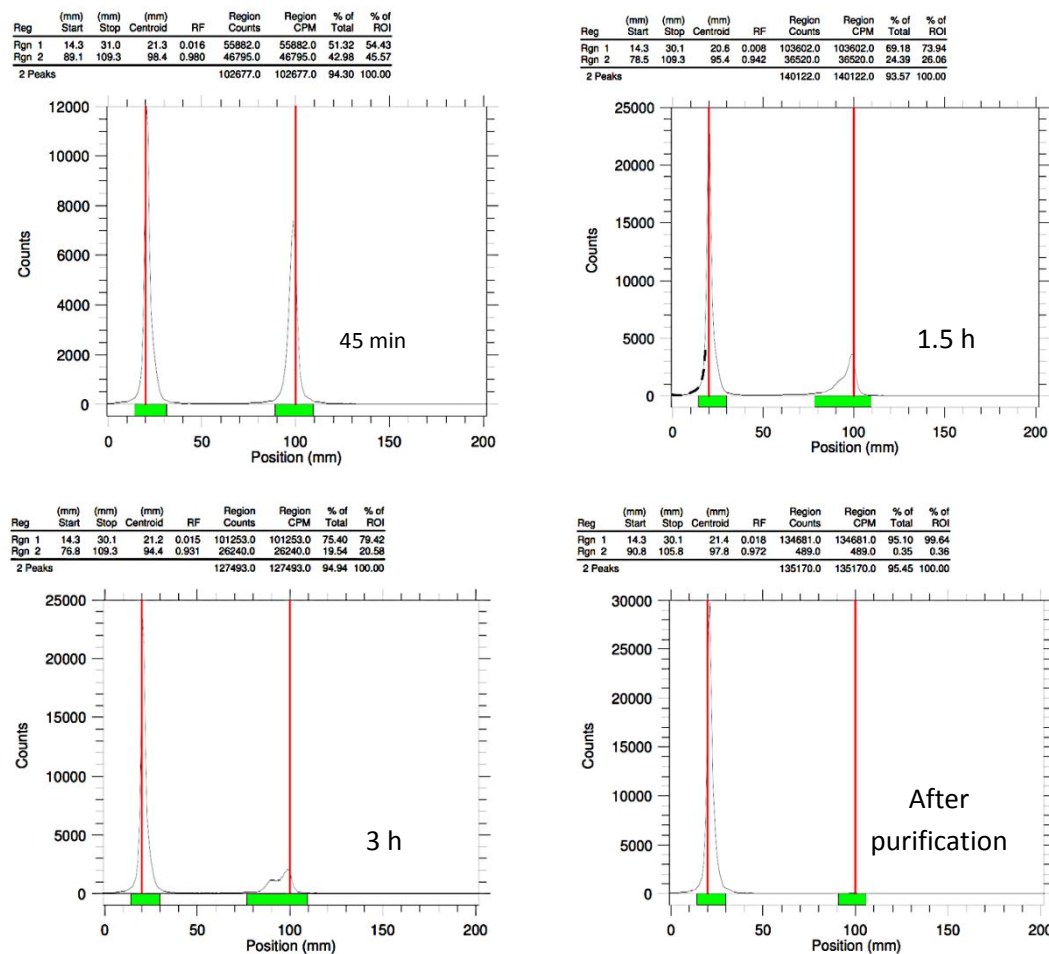 Reg (mm) Start (mm) Stop (mm) Centroid RF Region Counts Region CPM % of Total % of ROI
Rgn 1 14.3 31.0 21.3 0.016 55882.0 55882.0 51.32 54.43
Rgn 2 89.1 109.3 98.4 0.980 46795.0 46795.0 42.98 45.57
2 Peaks 102677.0 102677.0 94.30 100.00
12000
10000
8000
6000
4000
2000
0
Counts
45 min
0 50 100 150 200
Position (mm)
Reg (mm) Start (mm) Stop (mm) Centroid RF Region Counts Region CPM % of Total % of ROI
Rgn 1 14.3 30.1 20.6 0.008 103602.0 103602.0 69.18 73.94
Rgn 2 78.5 109.3 95.4 0.942 36520.0 36520.0 24.39 26.06
2 Peaks 140122.0 140122.0 93.57 100.00
25000
20000
15000
10000
5000
0
Counts
1.5 h
0 50 100 150 200
Position (mm)
Reg (mm) Start (mm) Stop (mm) Centroid RF Region Counts Region CPM % of Total % of ROI
Rgn 1 14.3 30.1 21.2 0.015 101253.0 101253.0 75.40 79.42
Rgn 2 76.8 109.3 94.4 0.931 26240.0 26240.0 19.54 20.58
2 Peaks 127493.0 127493.0 94.94 100.00
25000
20000
15000
10000
5000
0
Counts
3 h
0 50 100 150 200
Position (mm)
Reg (mm) Start (mm) Stop (mm) Centroid RF Region Counts Region CPM % of Total % of ROI
Rgn 1 14.3 30.1 21.4 0.018 134681.0 134681.0 95.10 99.64
Rgn 2 90.8 105.8 97.8 0.972 489.0 489.0 0.35 0.36
2 Peaks 135170.0 135170.0 95.45 100.00
30000
25000
20000
15000
10000
5000
0
Counts
After
purification
0 50 100 150 200
Position (mm)